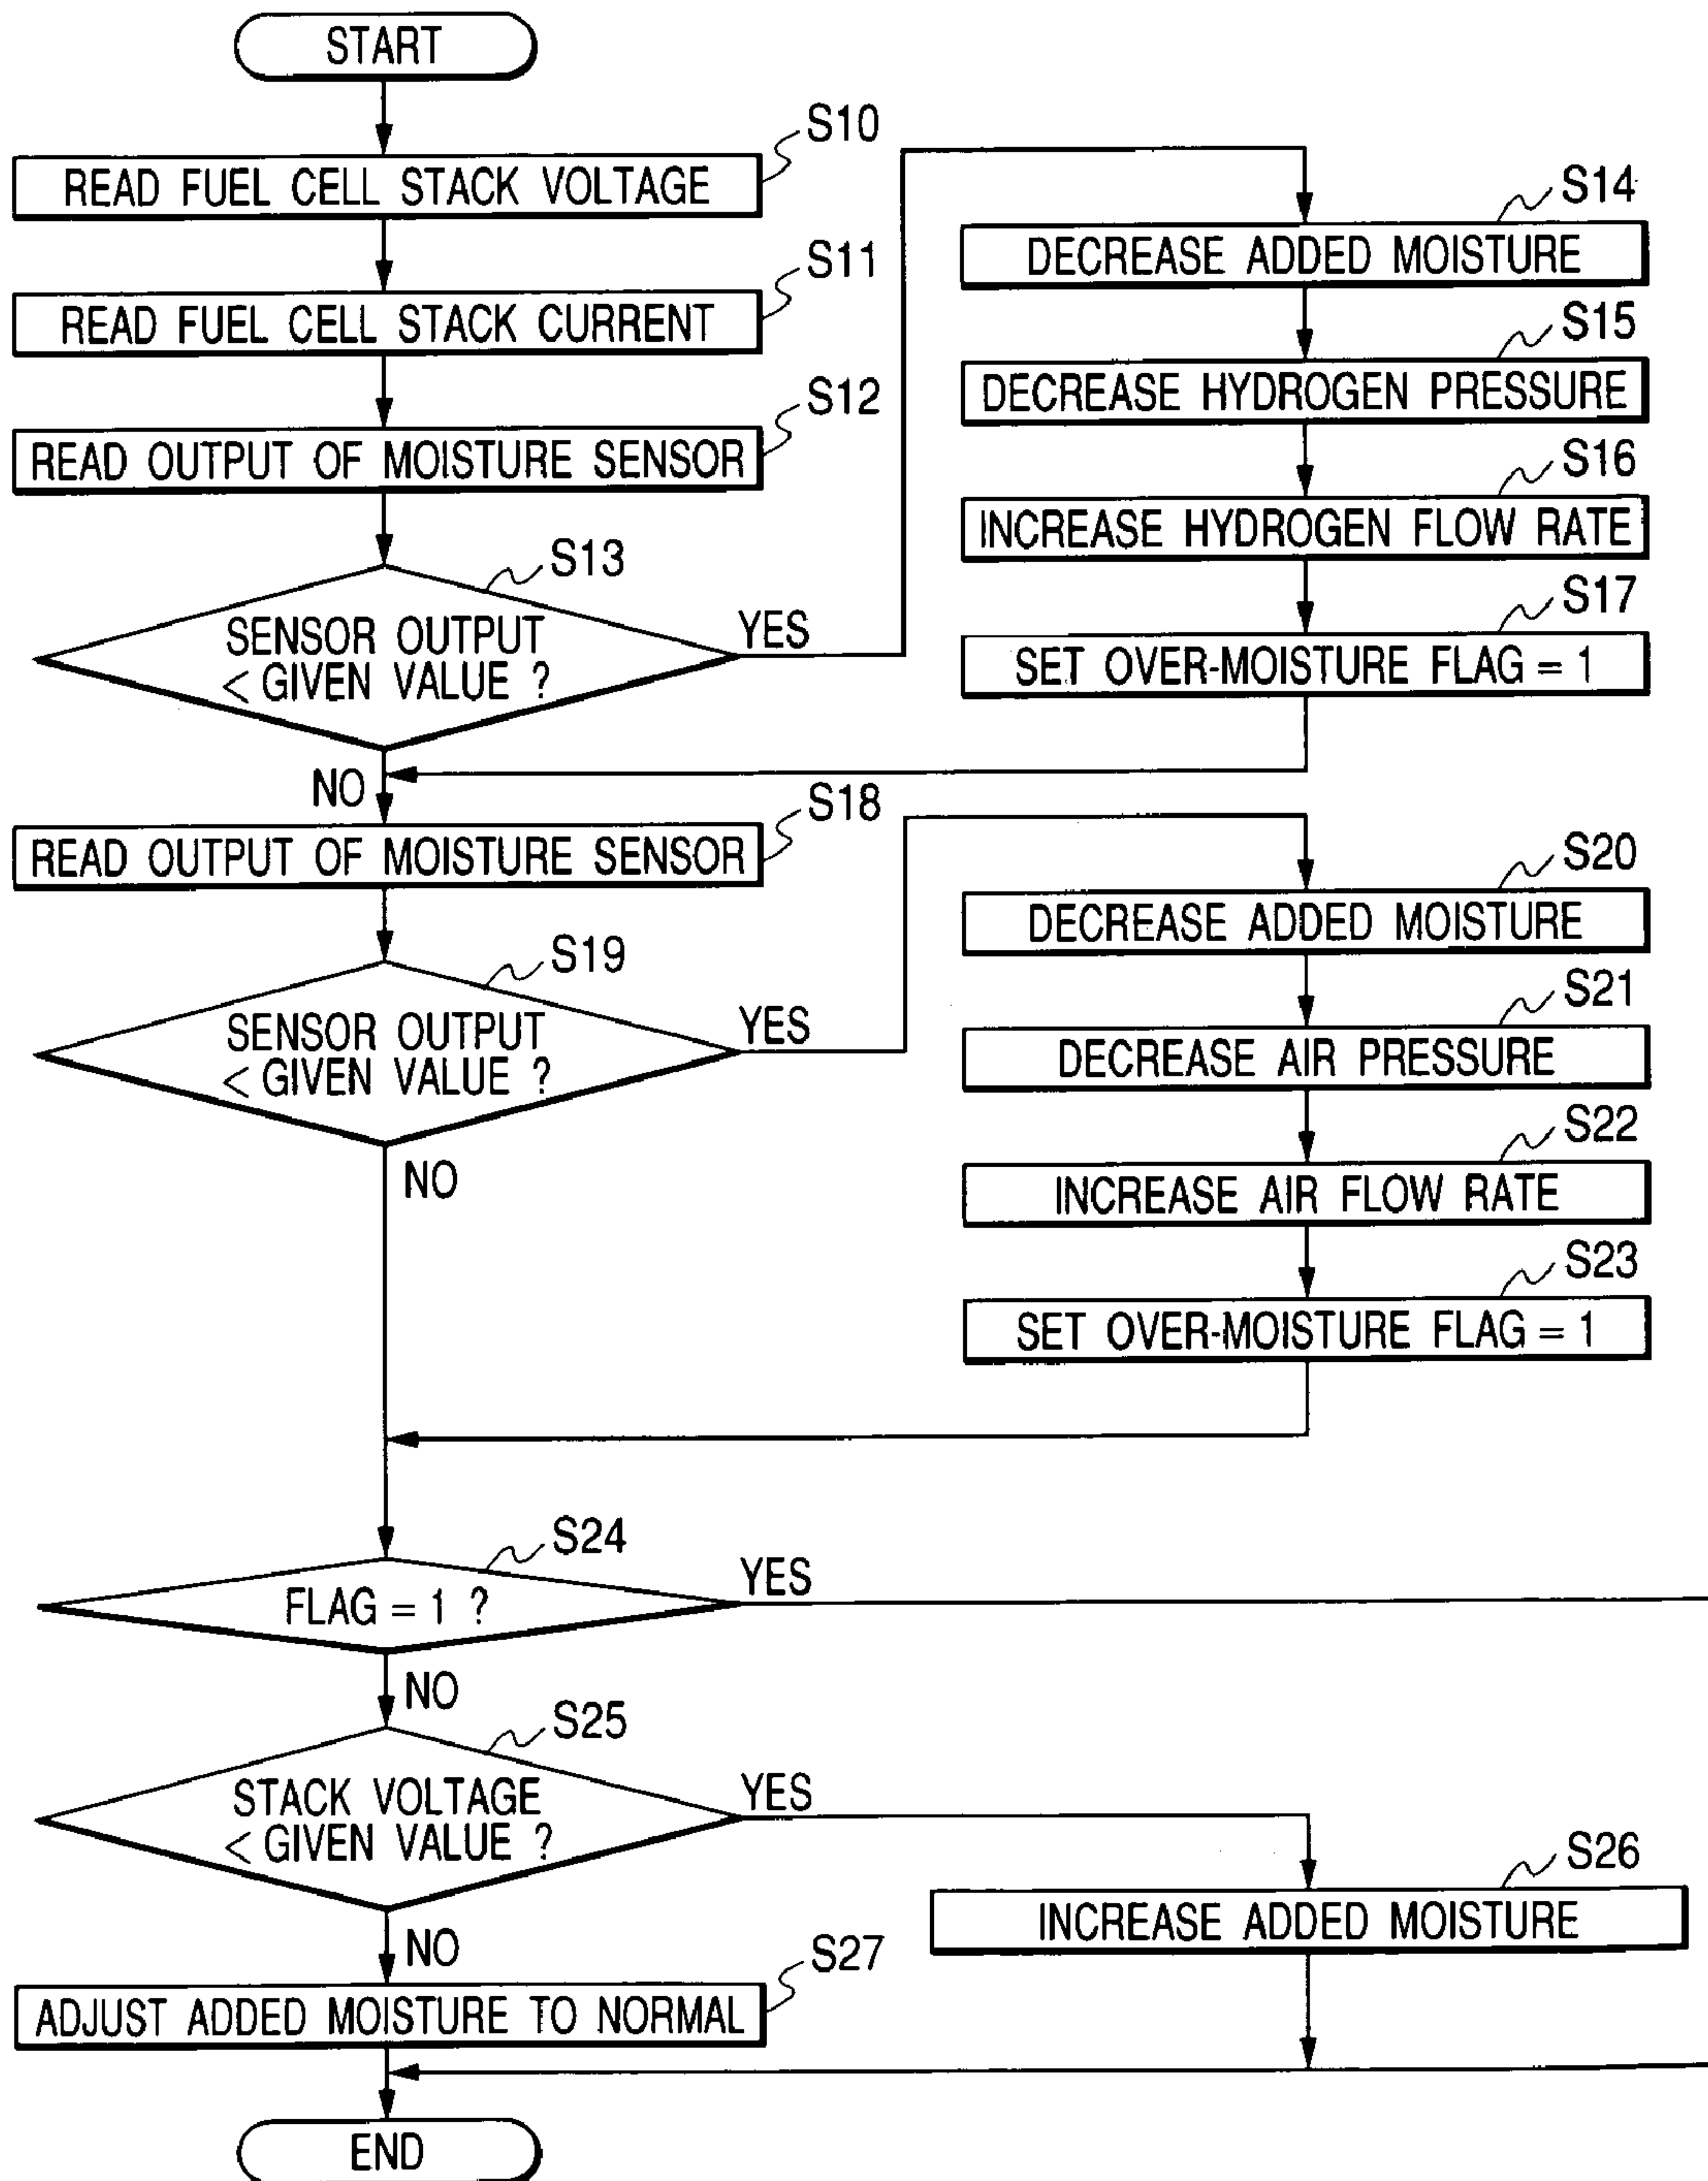 START
S10
READ FUEL CELL STACK VOLTAGE
S11
READ FUEL CELL STACK CURRENT
S12
READ OUTPUT OF MOISTURE SENSOR
S13
SENSOR OUTPUT
< GIVEN VALUE ?
YES
NO
S14
DECREASE ADDED MOISTURE
S15
DECREASE HYDROGEN PRESSURE
S16
INCREASE HYDROGEN FLOW RATE
S17
SET OVER-MOISTURE FLAG = 1
S18
READ OUTPUT OF MOISTURE SENSOR
S19
SENSOR OUTPUT
< GIVEN VALUE ?
YES
NO
S20
DECREASE ADDED MOISTURE
S21
DECREASE AIR PRESSURE
S22
INCREASE AIR FLOW RATE
S23
SET OVER-MOISTURE FLAG = 1
S24
FLAG = 1 ?
YES
NO
S25
STACK VOLTAGE
< GIVEN VALUE ?
YES
NO
S26
INCREASE ADDED MOISTURE
S27
ADJUST ADDED MOISTURE TO NORMAL
END